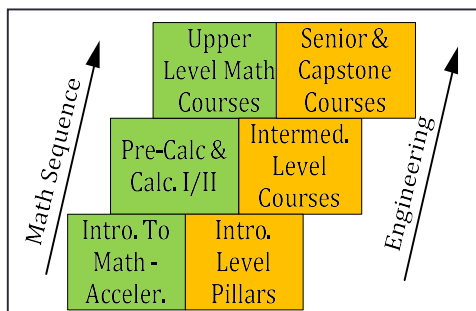 Upper
Level Math
Courses
Senior &
Capstone
Courses
Pre-Calc &
Calc. I/II
Intermed.
Level
Courses
Intro. To
Math -
Acceler.
Intro.
Level
Pillars
Math Sequence
Engineering